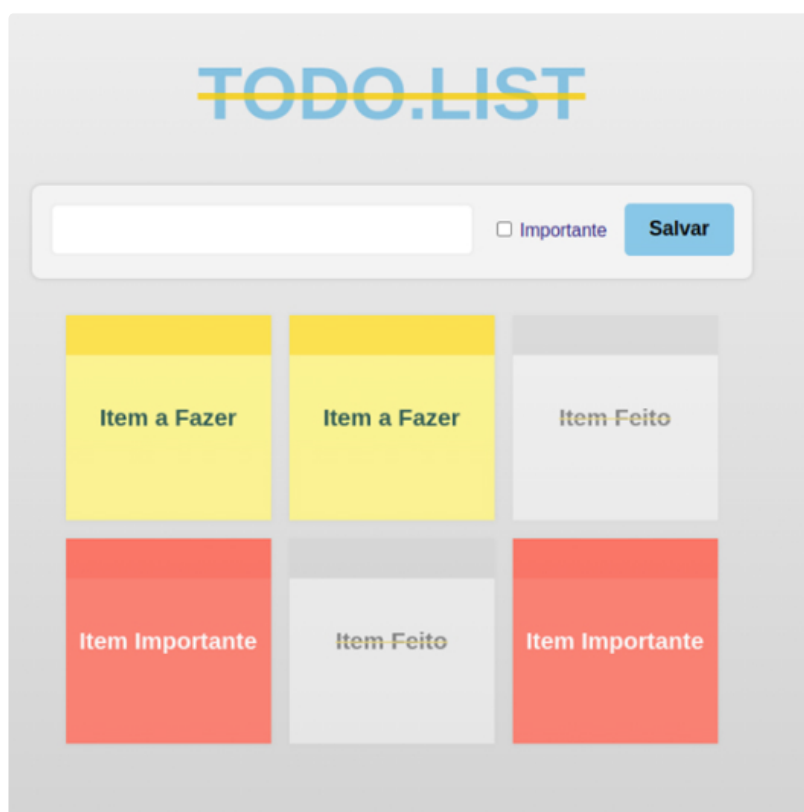 TODO.LIST
Importante Salvar
Item a Fazer Item a Fazer Item Feito
Item Importante Item Feito Item Importante